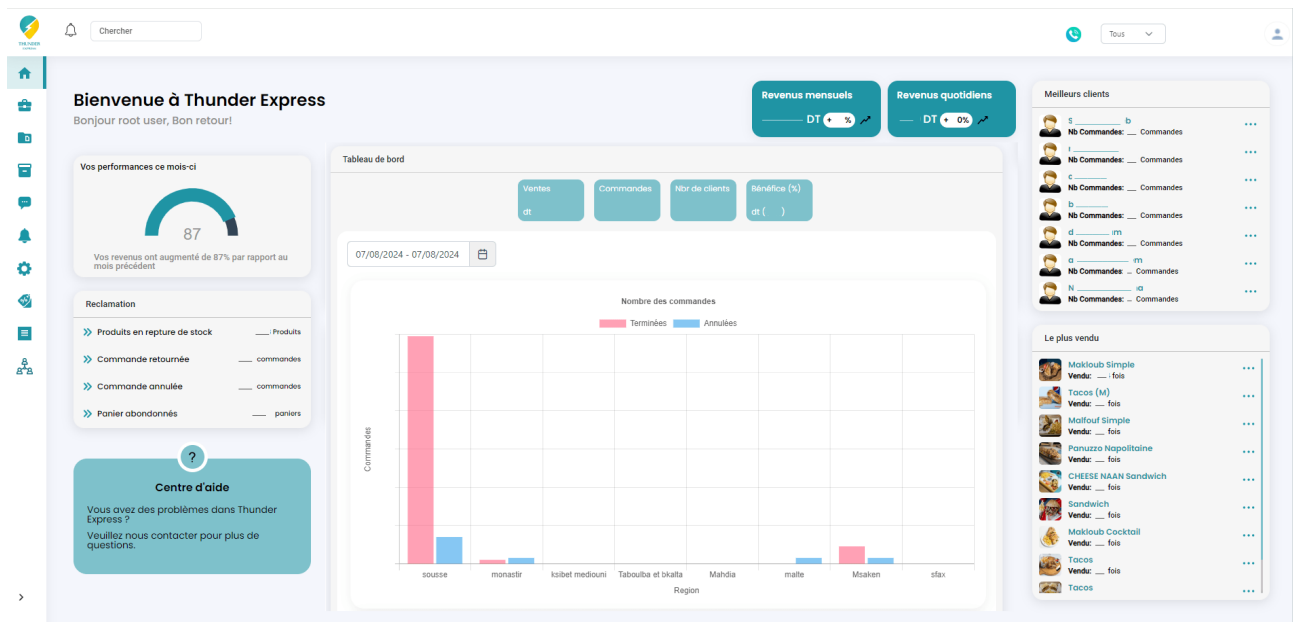 THUNDER
Chercher
Tous
Bienvenue à Thunder Express
Bonjour root user, Bon retour!
Revenus mensuels
DT + %
Revenus quotidiens
DT + 0%
Vos performances ce mois-ci
87
Vos revenus ont augmenté de 87% par rapport au
mois précédent
Reclamation
Produits en repture de stock Produits
Commande retournée commandes
Commande annulée commandes
Panier abondonnés paniers
?
Centre d'aide
Vous avez des problèmes dans Thunder
Express ?
Veuillez nous contacter pour plus de
questions.
Tableau de bord
Ventes
dt
Commandes
Nbr de clients
Bénéfice (%)
dt ( )
07/08/2024 - 07/08/2024
Nombre des commandes
Terminées Annulées
Commandes
sousse monastir ksibet mediouni Taboulba et bkalta Mahdia malte Msaken sfax
Region
Meilleurs clients
S b
Nb Commandes: Commandes
Nb Commandes: Commandes
c
Nb Commandes: Commandes
b
Nb Commandes: Commandes
d m
Nb Commandes: Commandes
a m
Nb Commandes: Commandes
N a
Nb Commandes: Commandes
Le plus vendu
Makloub Simple
Vendu: fois
Tacos (M)
Vendu: fois
Malfouf Simple
Vendu: fois
Panuzzo Napolitaine
Vendu: fois
CHEESE NAAN Sandwich
Vendu: fois
Sandwich
Vendu: fois
Makloub Cocktail
Vendu: fois
Tacos
Vendu: fois
Tacos